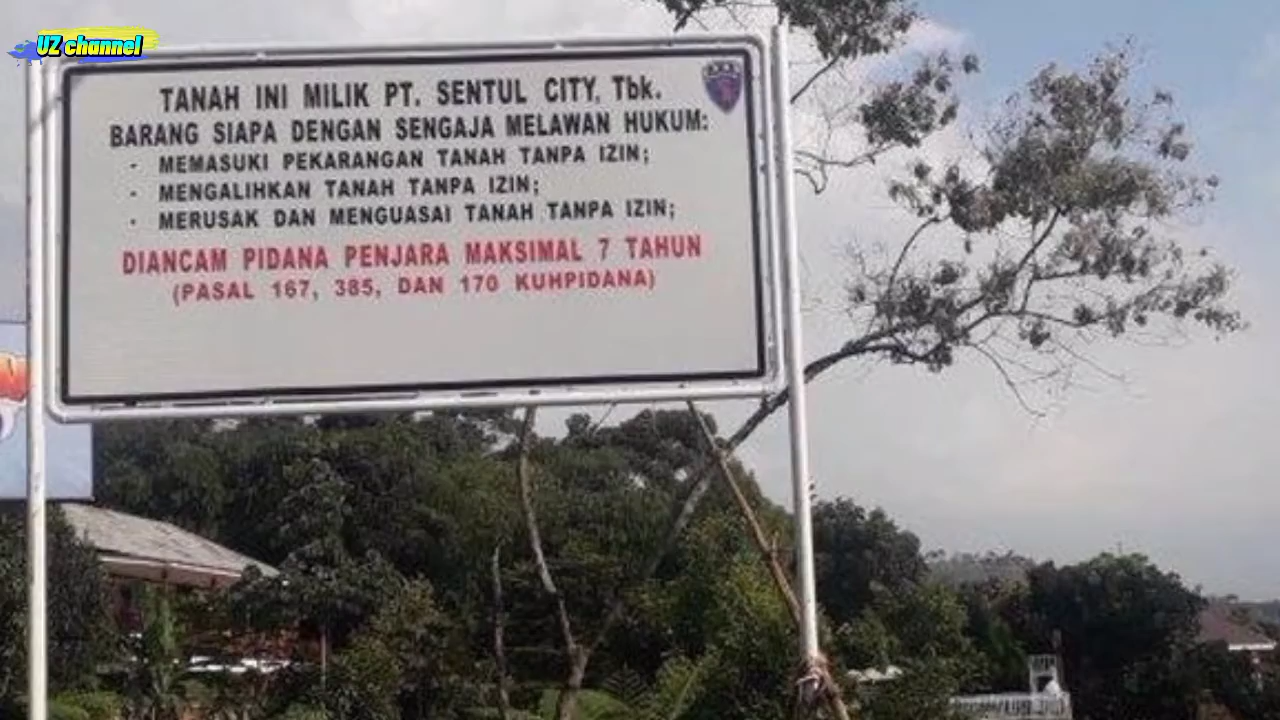 UZ channel
TANAH INI MILIK PT. SENTUL CITY, Tbk.
BARANG SIAPA DENGAN SENGAJA MELAWAN HUKUM:
- MEMASUKI PEKARANGAN TANAH TANPA IZIN;
- MENGALIHKAN TANAH TANPA IZIN;
- MERUSAK DAN MENGUASAI TANAH TANPA IZIN;
DIANCAM PIDANA PENJARA MAKSIMAL 7 TAHUN
(PASAL 167, 385, DAN 170 KUHPIDANA)